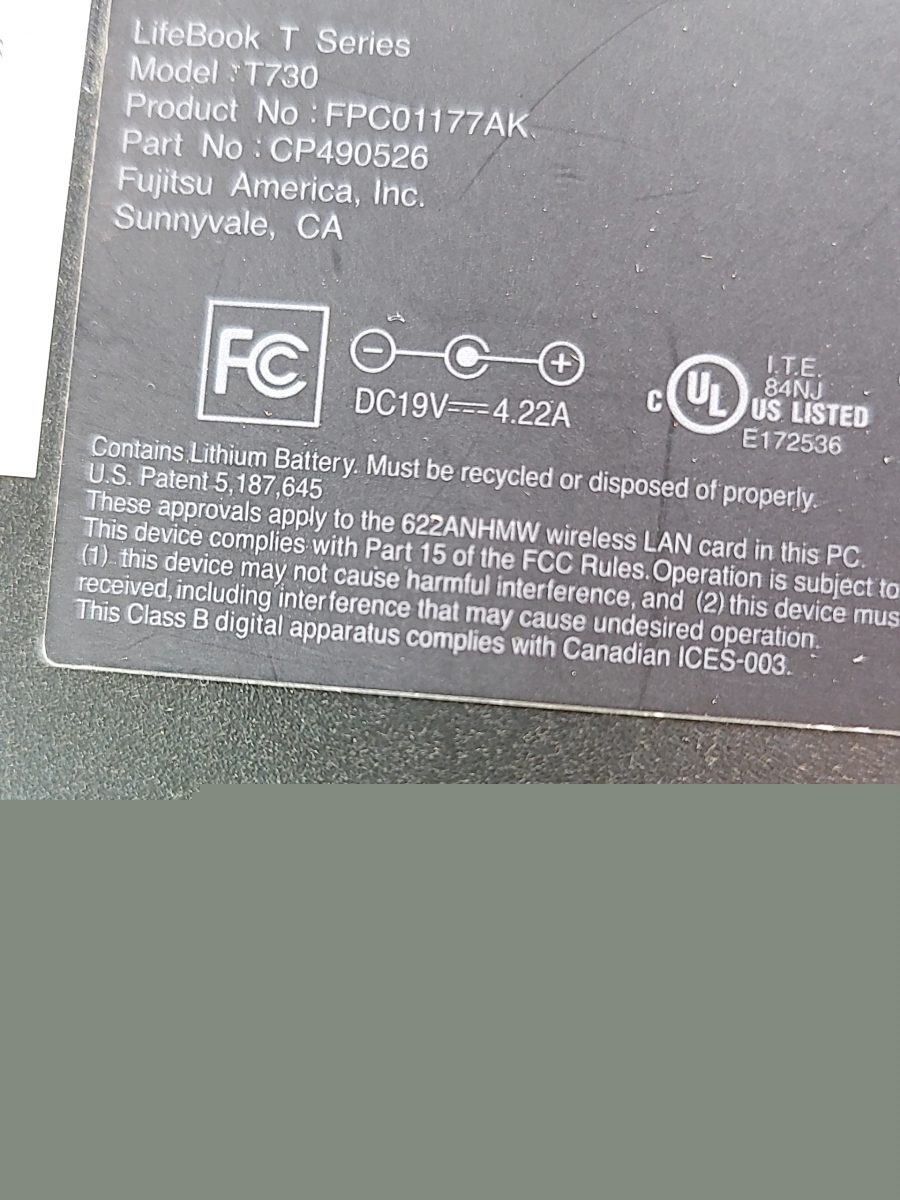 LifeBook T Series
Model : T730
Product No : FPC01177AK
Part No : CP490526
Fujitsu America, Inc.
Sunnyvale, CA
FC
DC19V⎓4.22A
C UL US LISTED
I.T.E.
84NJ
E172536
Contains Lithium Battery. Must be recycled or disposed of properly.
U.S. Patent 5,187,645
These approvals apply to the 622ANHMW wireless LAN card in this PC.
This device complies with Part 15 of the FCC Rules. Operation is subject to
(1) this device may not cause harmful interference, and (2) this device mus
received, including interference that may cause undesired operation.
This Class B digital apparatus complies with Canadian ICES-003.